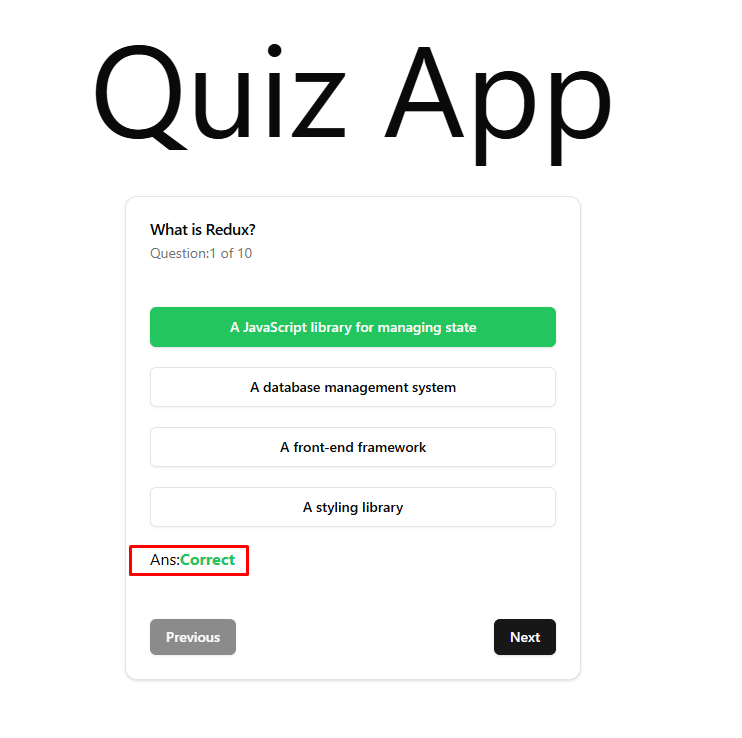 Quiz App
What is Redux?
Question:1 of 10
A JavaScript library for managing state
A database management system
A front-end framework
A styling library
Ans:Correct
Previous Next